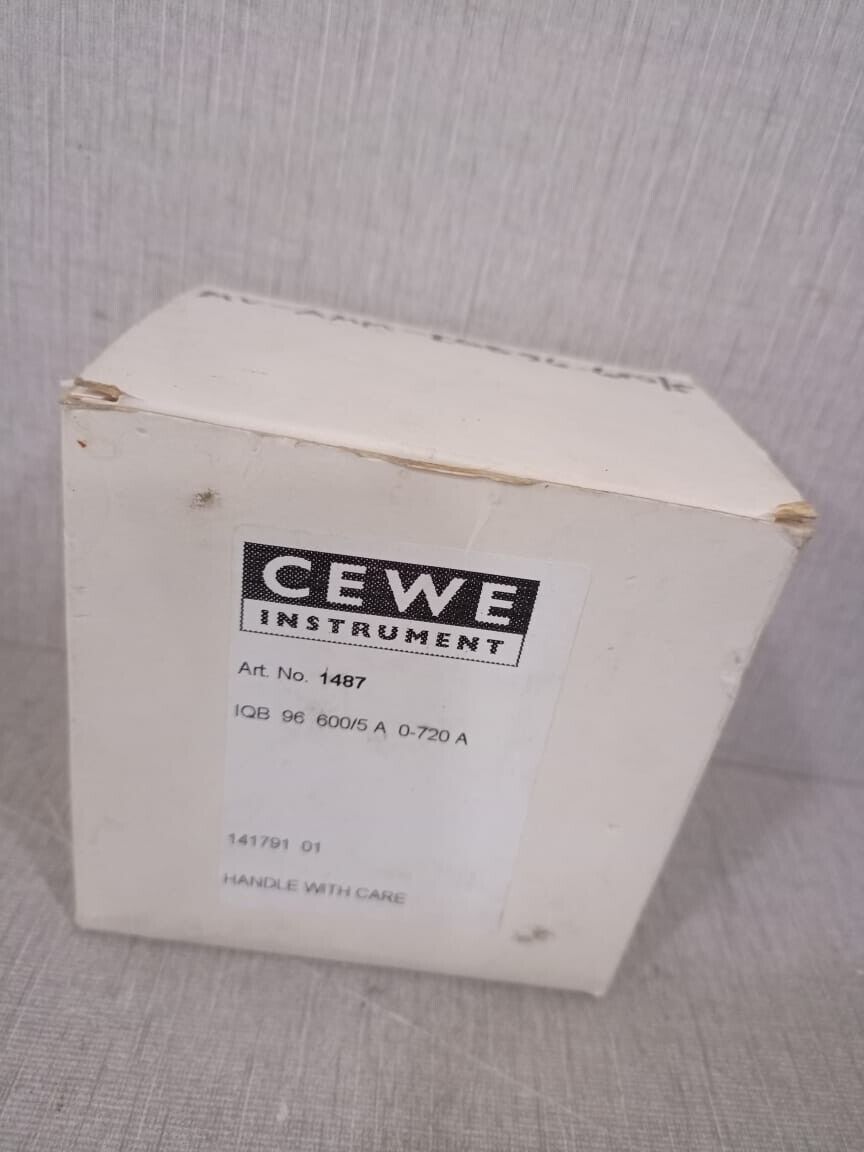 CEWE
INSTRUMENT
Art. No. 1487
IQB 96 600/5 A 0-720 A
141791 01
HANDLE WITH CARE